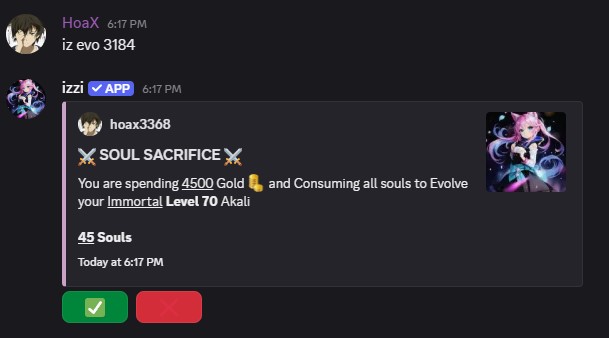 HoaX 6:17 PM
iz evo 3184
izzi ✓ APP 6:17 PM
hoax3368
⚔️ SOUL SACRIFICE ⚔️
You are spending 4500 Gold and Consuming all souls to Evolve
your Immortal Level 70 Akali
45 Souls
Today at 6:17 PM